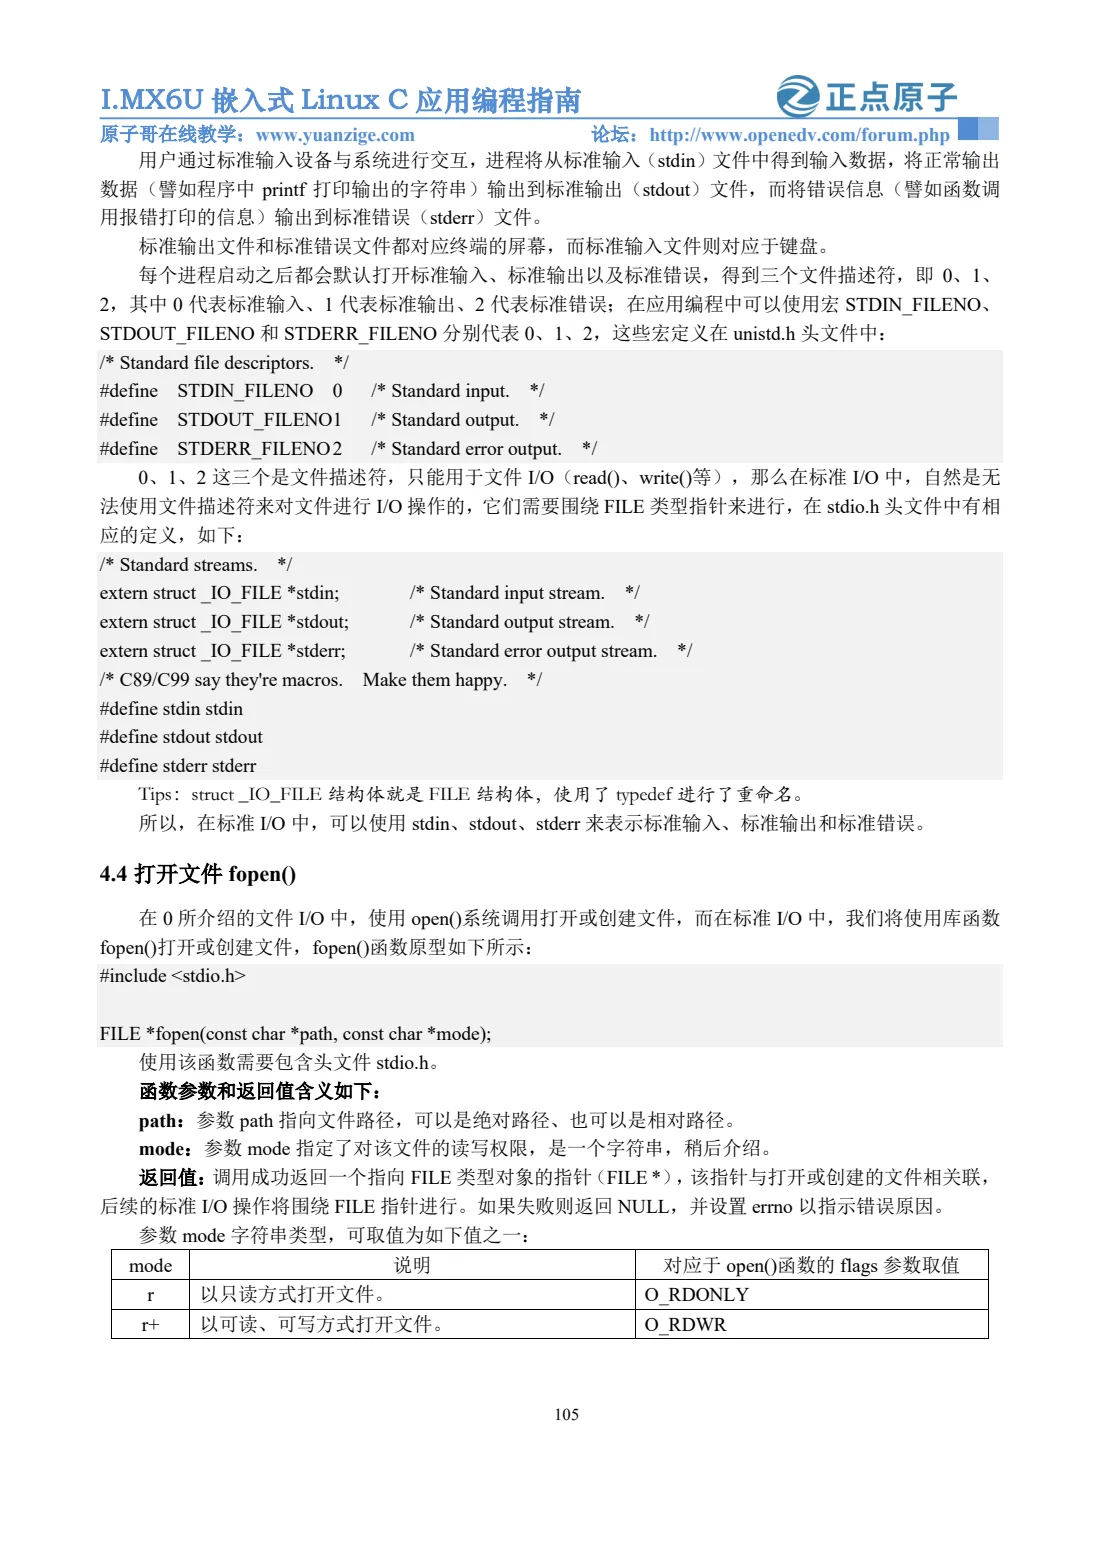 I.MX6U 嵌入式 Linux C 应用编程指南
正点原子
原子哥在线教学：www.yuanzige.com 论坛：http://www.openedv.com/forum.php
用户通过标准输入设备与系统进行交互，进程将从标准输入（stdin）文件中得到输入数据，将正常输出
数据（譬如程序中 printf 打印输出的字符串）输出到标准输出（stdout）文件，而将错误信息（譬如函数调
用报错打印的信息）输出到标准错误（stderr）文件。
标准输出文件和标准错误文件都对应终端的屏幕，而标准输入文件则对应于键盘。
每个进程启动之后都会默认打开标准输入、标准输出以及标准错误，得到三个文件描述符，即 0、1、
2，其中 0 代表标准输入、1 代表标准输出、2 代表标准错误；在应用编程中可以使用宏 STDIN_FILENO、
STDOUT_FILENO 和 STDERR_FILENO 分别代表 0、1、2，这些宏定义在 unistd.h 头文件中：
/* Standard file descriptors. */
#define STDIN_FILENO 0 /* Standard input. */
#define STDOUT_FILENO1 /* Standard output. */
#define STDERR_FILENO2 /* Standard error output. */
0、1、2 这三个是文件描述符，只能用于文件 I/O（read()、write()等），那么在标准 I/O 中，自然是无
法使用文件描述符来对文件进行 I/O 操作的，它们需要围绕 FILE 类型指针来进行，在 stdio.h 头文件中有相
应的定义，如下：
/* Standard streams. */
extern struct _IO_FILE *stdin; /* Standard input stream. */
extern struct _IO_FILE *stdout; /* Standard output stream. */
extern struct _IO_FILE *stderr; /* Standard error output stream. */
/* C89/C99 say they're macros. Make them happy. */
#define stdin stdin
#define stdout stdout
#define stderr stderr
Tips：struct _IO_FILE 结构体就是 FILE 结构体，使用了 typedef 进行了重命名。
所以，在标准 I/O 中，可以使用 stdin、stdout、stderr 来表示标准输入、标准输出和标准错误。
4.4 打开文件 fopen()
在 0 所介绍的文件 I/O 中，使用 open()系统调用打开或创建文件，而在标准 I/O 中，我们将使用库函数
fopen()打开或创建文件，fopen()函数原型如下所示：
#include <stdio.h>
FILE *fopen(const char *path, const char *mode);
使用该函数需要包含头文件 stdio.h。
函数参数和返回值含义如下：
path：参数 path 指向文件路径，可以是绝对路径、也可以是相对路径。
mode：参数 mode 指定了对该文件的读写权限，是一个字符串，稍后介绍。
返回值：调用成功返回一个指向 FILE 类型对象的指针（FILE *），该指针与打开或创建的文件相关联，
后续的标准 I/O 操作将围绕 FILE 指针进行。如果失败则返回 NULL，并设置 errno 以指示错误原因。
参数 mode 字符串类型，可取值为如下值之一：
mode 说明 对应于 open()函数的 flags 参数取值
r 以只读方式打开文件。 O_RDONLY
r+ 以可读、可写方式打开文件。 O_RDWR
105